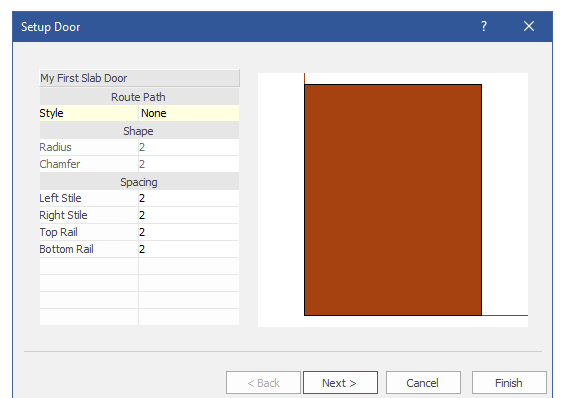 Setup Door ? ×
My First Slab Door
Route Path
Style None
Shape
Radius 2
Chamfer 2
Spacing
Left Stile 2
Right Stile 2
Top Rail 2
Bottom Rail 2
< Back Next > Cancel Finish